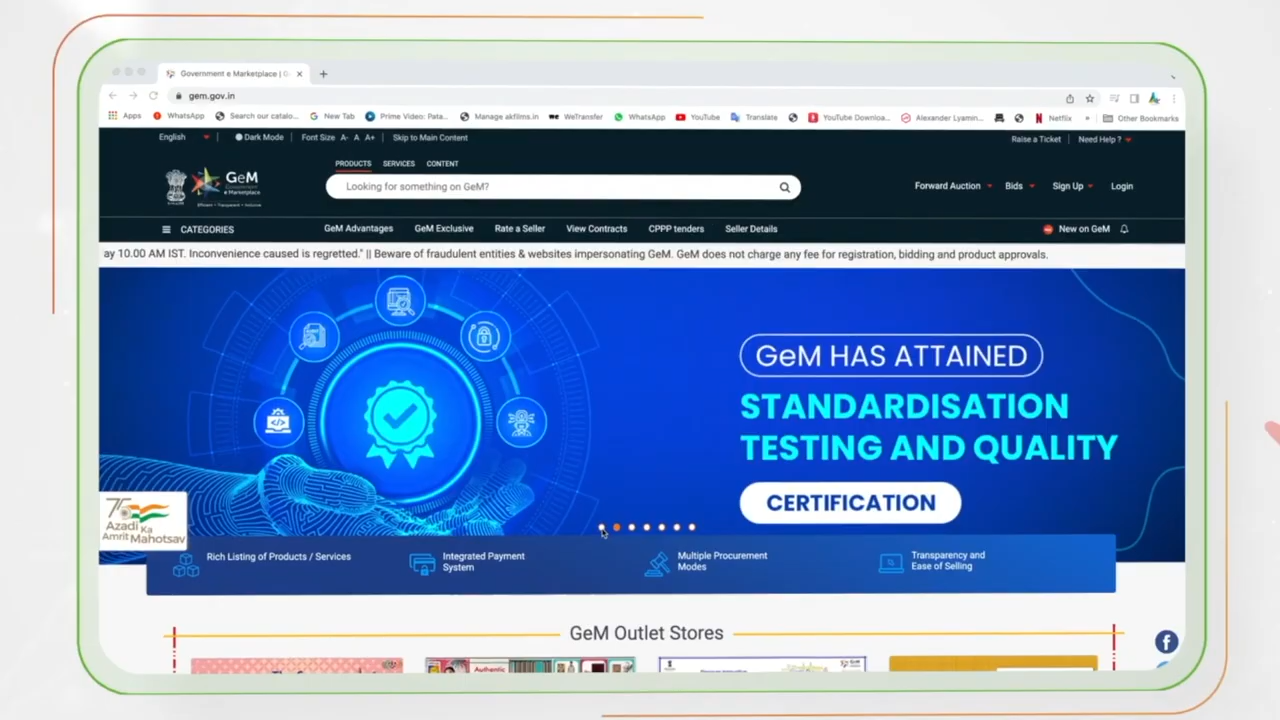 Government e Marketplace | G
gem.gov.in
Apps WhatsApp Search our catalo... New Tab Prime Video: Pata... Manage akfilms.in we WeTransfer WhatsApp YouTube Translate YouTube Downloa... Alexander Lyamin... Netflix » Other Bookmarks
English Dark Mode Font Size A- A A+ Skip to Main Content Raise a Ticket Need Help ?
PRODUCTS SERVICES CONTENT
GeM
Government
e Marketplace
Looking for something on GeM?
Forward Auction Bids Sign Up Login
CATEGORIES GeM Advantages GeM Exclusive Rate a Seller View Contracts CPPP tenders Seller Details New on GeM
ay 10.00 AM IST. Inconvenience caused is regretted." || Beware of fraudulent entities & websites impersonating GeM. GeM does not charge any fee for registration, bidding and product approvals.
GeM HAS ATTAINED
STANDARDISATION
TESTING AND QUALITY
CERTIFICATION
75
Azadi Ka
Amrit Mahotsav
Rich Listing of Products / Services
Integrated Payment
System
Multiple Procurement
Modes
Transparency and
Ease of Selling
GeM Outlet Stores
Authentic